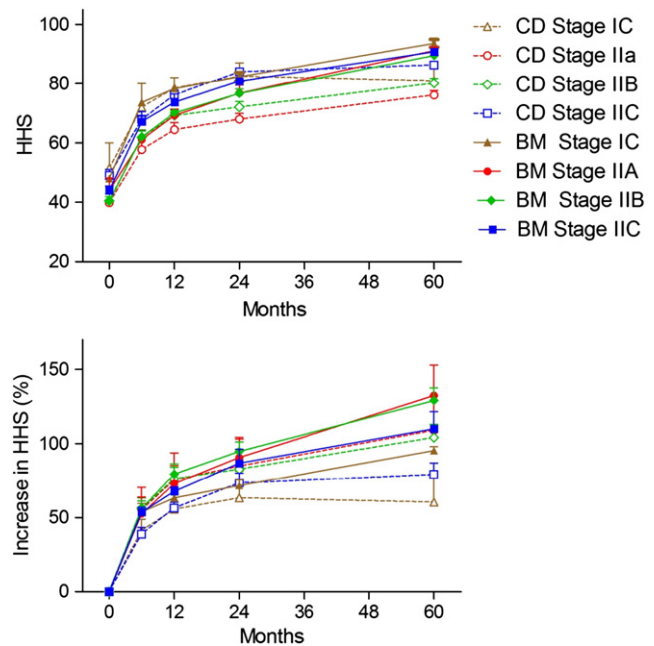 100
80
60
40
20
HHS
0 12 24 36 48 60
Months
CD Stage IC
CD Stage IIa
CD Stage IIB
CD Stage IIC
BM Stage IC
BM Stage IIA
BM Stage IIB
BM Stage IIC
150
100
50
0
Increase in HHS (%)
0 12 24 36 48 60
Months